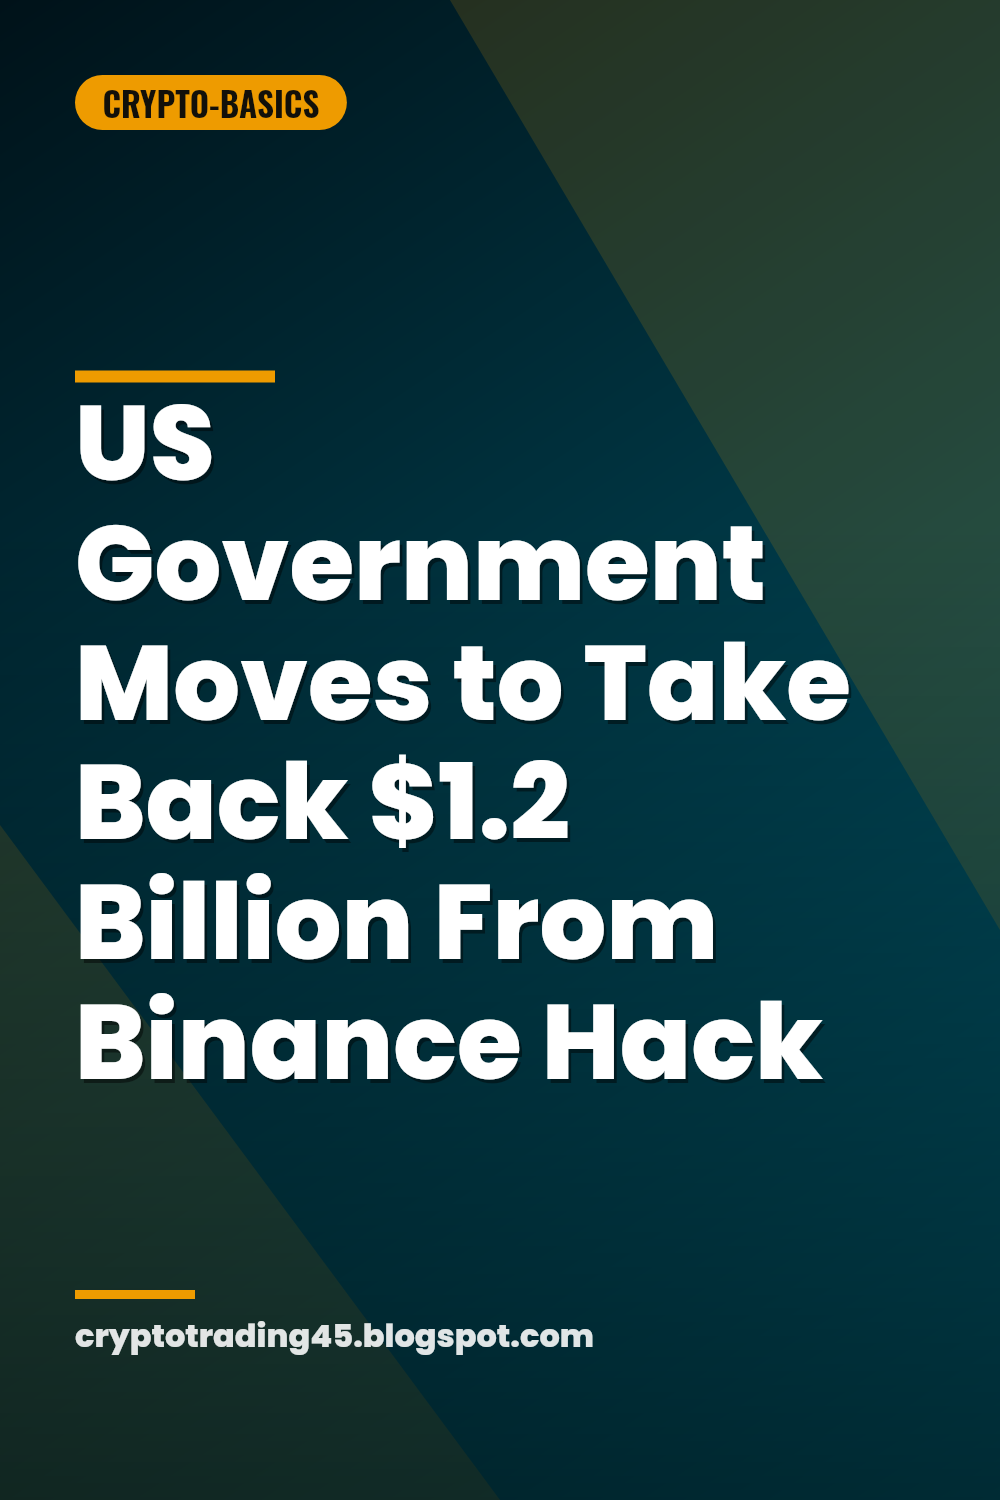 CRYPTO-BASICS
US
Government
Moves to Take
Back $1.2
Billion From
Binance Hack
cryptotrading45.blogspot.com